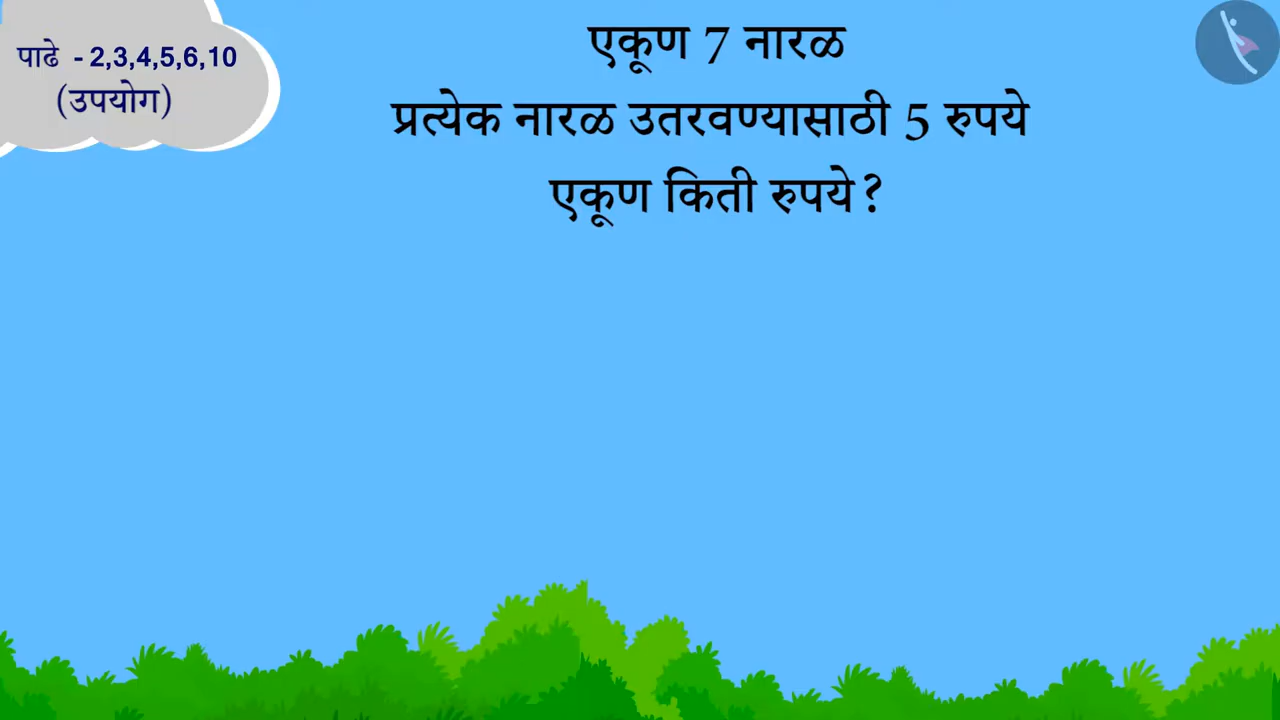 पाढे - 2,3,4,5,6,10
(उपयोग)
एकूण 7 नारळ
प्रत्येक नारळ उतरवण्यासाठी 5 रुपये
एकूण किती रुपये?